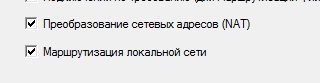 Преобразование сетевых адресов (NAT)
Маршрутизация локальной сети